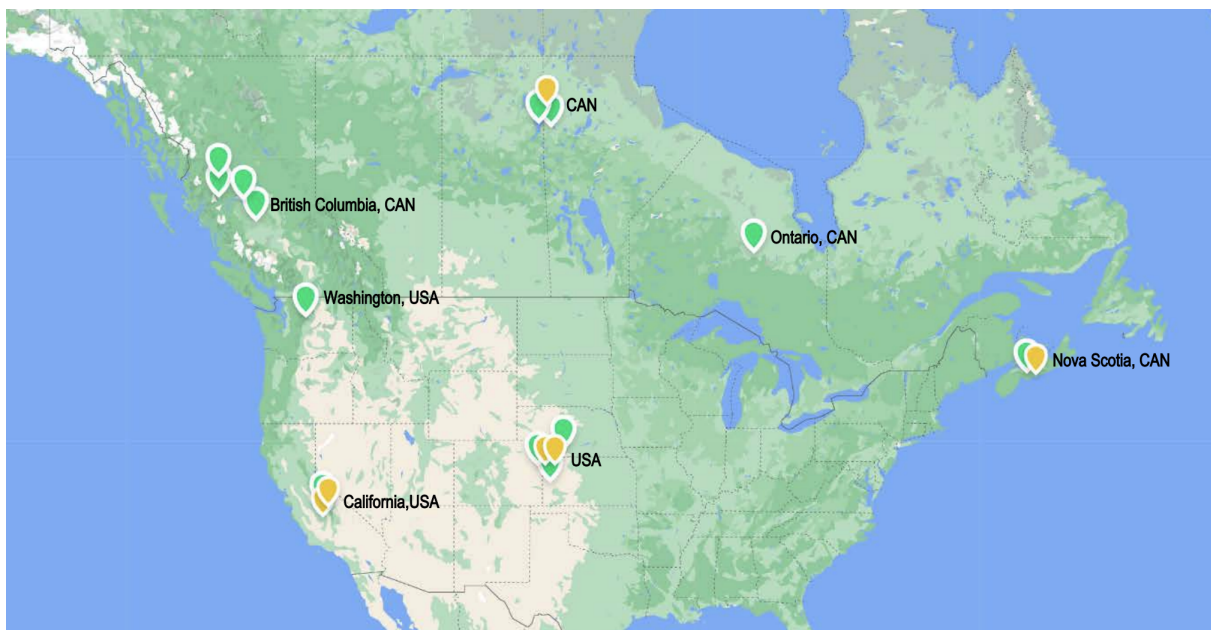 CAN
British Columbia, CAN
Ontario, CAN
Washington, USA
Nova Scotia, CAN
USA
California,USA